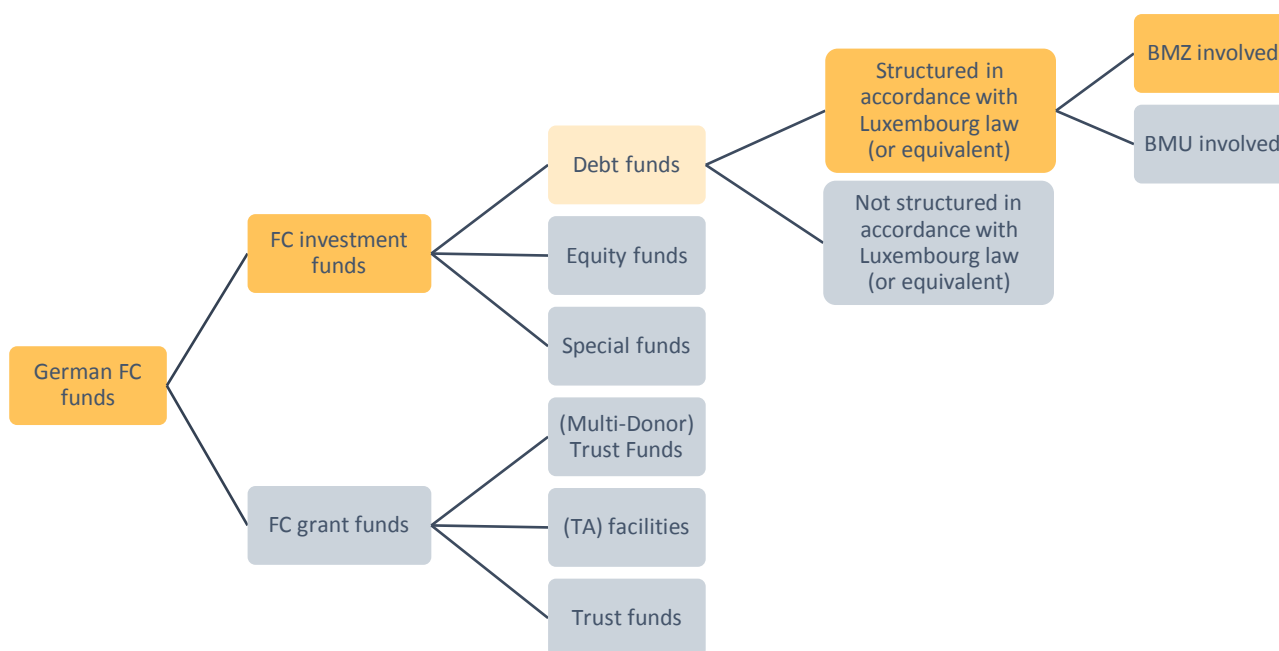 German FC
funds
FC investment
funds
FC grant funds
Debt funds
Equity funds
Special funds
(Multi-Donor)
Trust Funds
(TA) facilities
Trust funds
Structured in
accordance with
Luxembourg law
(or equivalent)
Not structured in
accordance with
Luxembourg law
(or equivalent)
BMZ involved
BMU involved